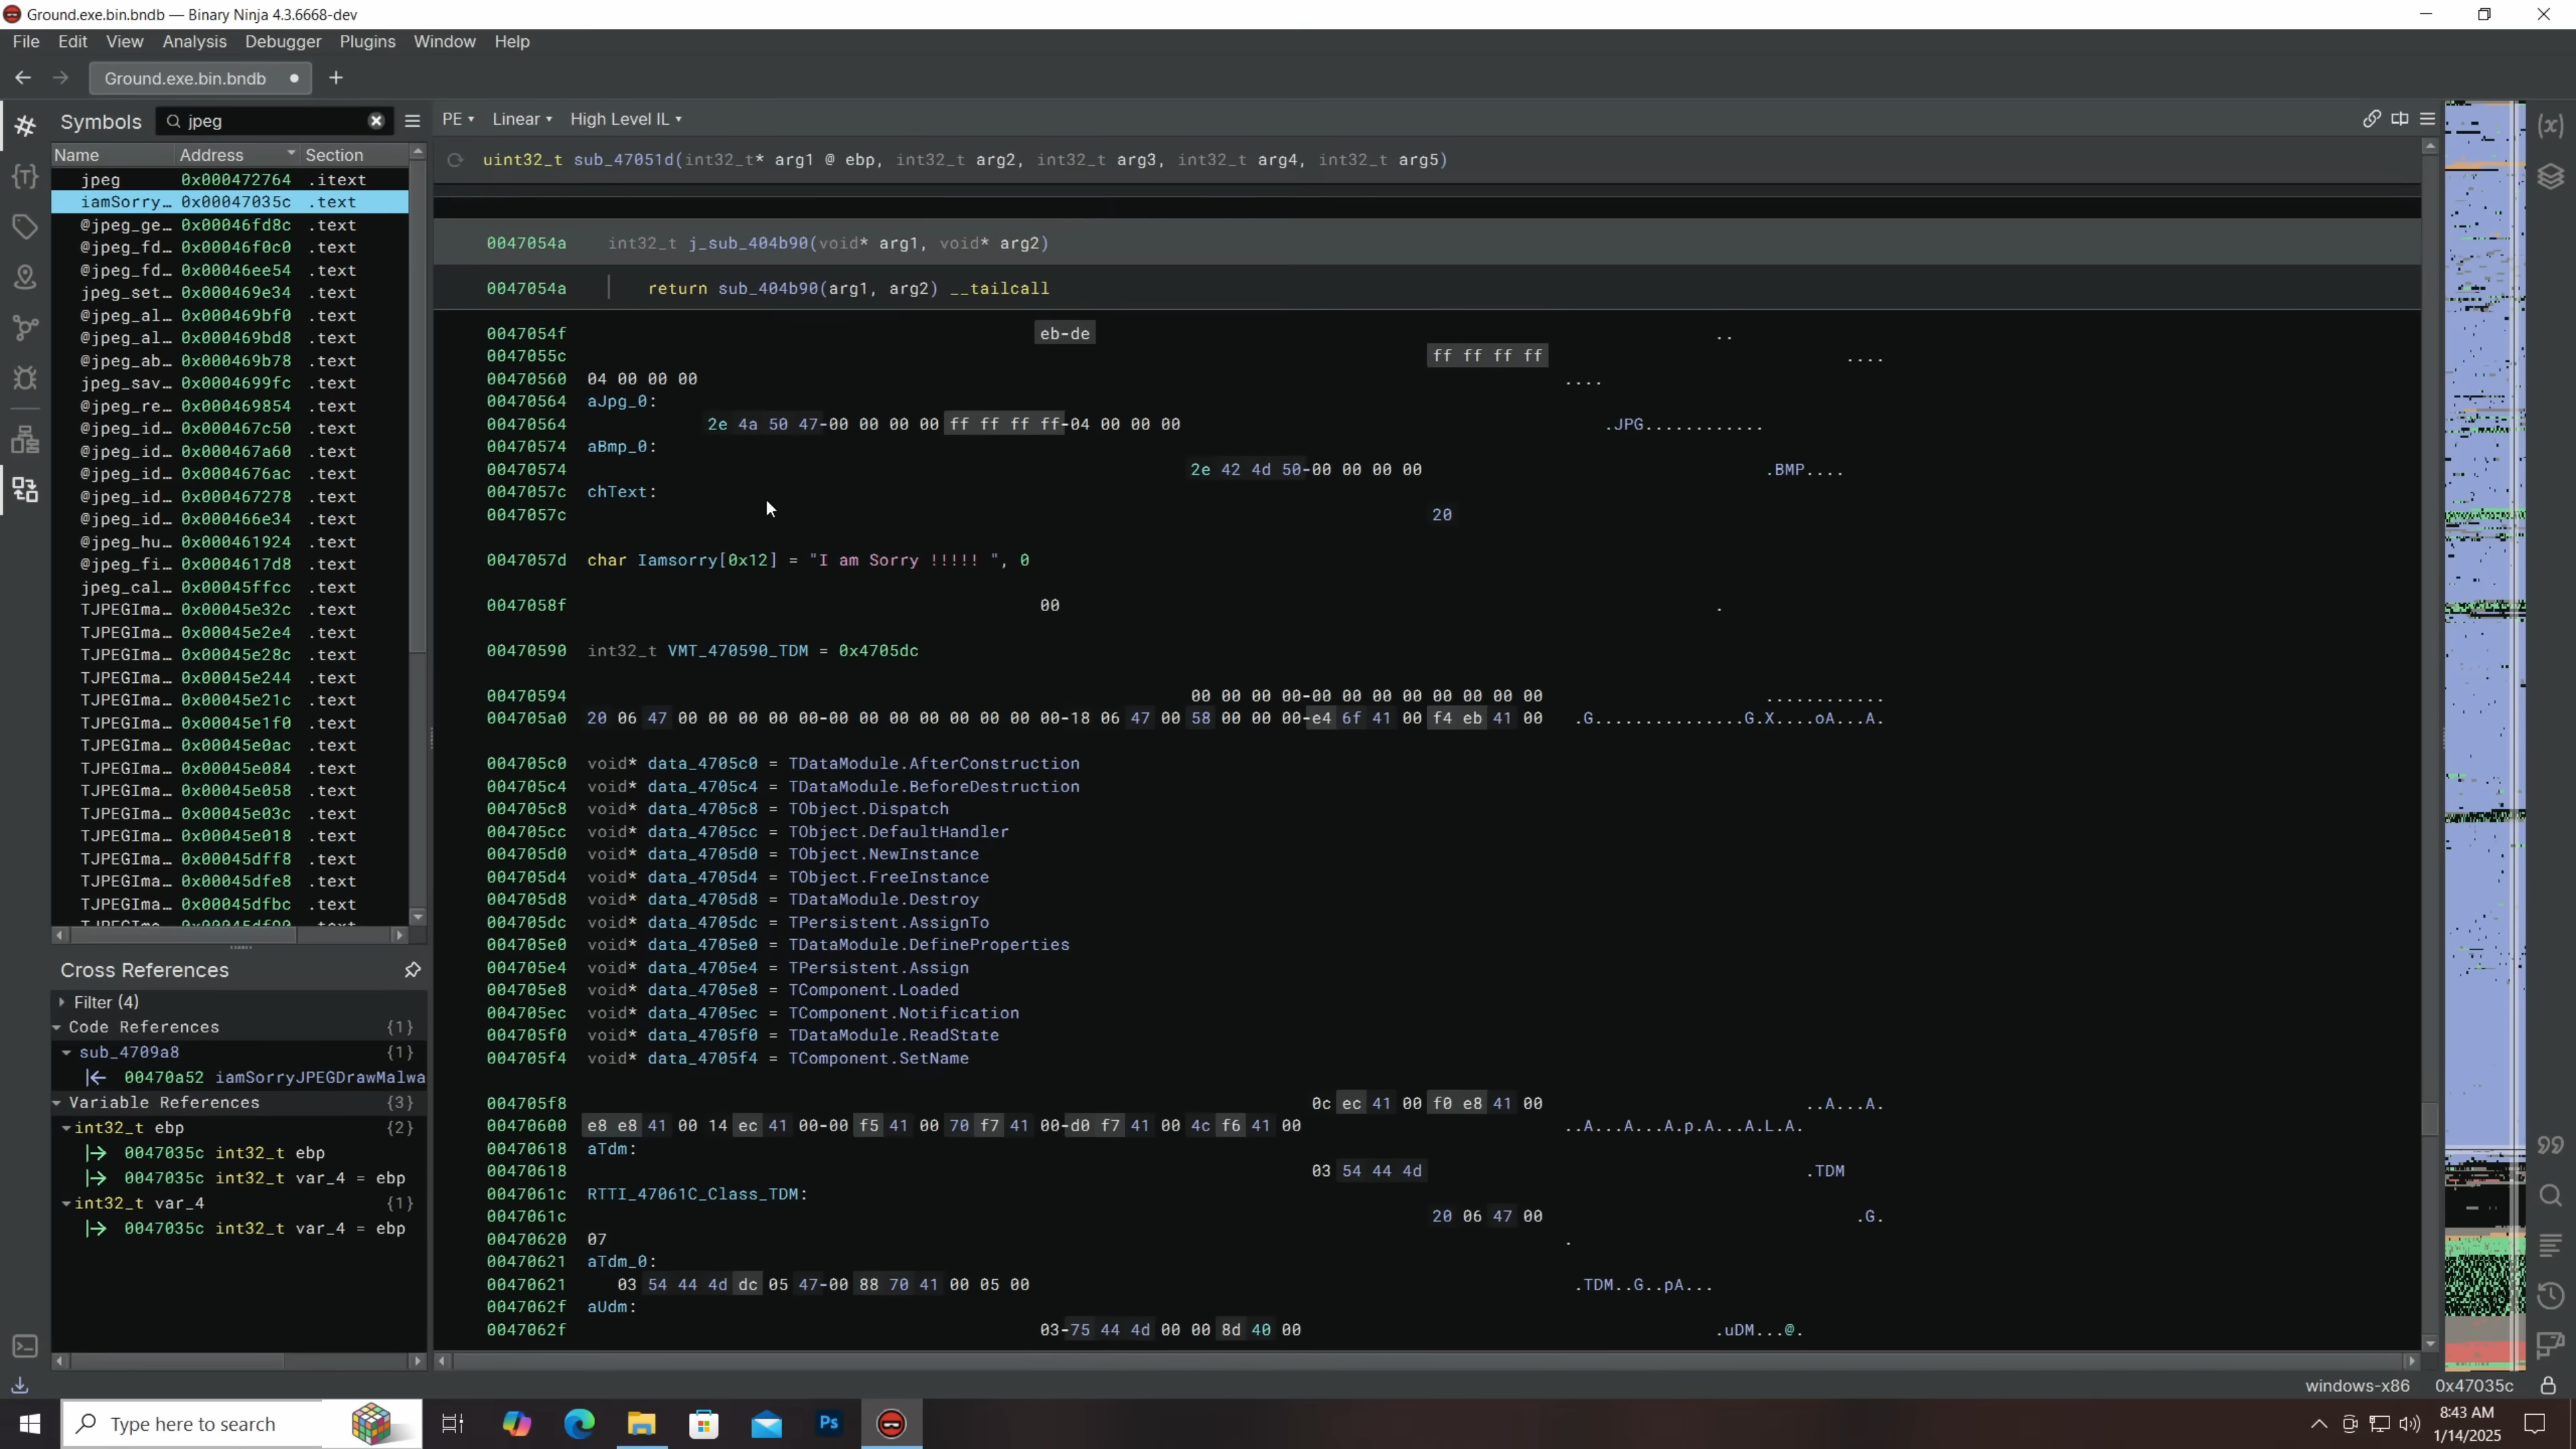 Ground.exe.bin.bndb — Binary Ninja 4.3.6668-dev
File Edit View Analysis Debugger Plugins Window Help
Ground.exe.bin.bndb
Symbols jpeg PE Linear High Level IL
Name Address Section
uint32_t sub_47051d(int32_t* arg1 @ ebp, int32_t arg2, int32_t arg3, int32_t arg4, int32_t arg5)
jpeg 0x000472764 .itext
iamSorry… 0x00047035c .text
@jpeg_ge… 0x00046fd8c .text
@jpeg_fd… 0x00046f0c0 .text
@jpeg_fd… 0x00046ee54 .text
jpeg_set… 0x000469e34 .text
@jpeg_al… 0x000469bf0 .text
@jpeg_al… 0x000469bd8 .text
@jpeg_ab… 0x000469b78 .text
jpeg_sav… 0x0004699fc .text
@jpeg_re… 0x000469854 .text
@jpeg_id… 0x000467c50 .text
@jpeg_id… 0x000467a60 .text
@jpeg_id… 0x0004676ac .text
@jpeg_id… 0x000467278 .text
@jpeg_id… 0x000466e34 .text
@jpeg_hu… 0x000461924 .text
@jpeg_fi… 0x0004617d8 .text
jpeg_cal… 0x00045ffcc .text
TJPEGIma… 0x00045e32c .text
TJPEGIma… 0x00045e2e4 .text
TJPEGIma… 0x00045e28c .text
TJPEGIma… 0x00045e244 .text
TJPEGIma… 0x00045e21c .text
TJPEGIma… 0x00045e1f0 .text
TJPEGIma… 0x00045e0ac .text
TJPEGIma… 0x00045e084 .text
TJPEGIma… 0x00045e058 .text
TJPEGIma… 0x00045e03c .text
TJPEGIma… 0x00045e018 .text
TJPEGIma… 0x00045dff8 .text
TJPEGIma… 0x00045dfe8 .text
TJPEGIma… 0x00045dfbc .text
Cross References
Filter (4)
Code References {1}
sub_4709a8 {1}
00470a52 iamSorryJPEGDrawMalwa
Variable References {3}
int32_t ebp {2}
0047035c int32_t ebp
0047035c int32_t var_4 = ebp
int32_t var_4 {1}
0047035c int32_t var_4 = ebp
0047054a int32_t j_sub_404b90(void* arg1, void* arg2)
0047054a return sub_404b90(arg1, arg2) __tailcall
0047054f eb-de ..
0047055c ff ff ff ff ....
00470560 04 00 00 00 ....
00470564 aJpg_0:
00470564 2e 4a 50 47-00 00 00 00 ff ff ff ff-04 00 00 00 .JPG............
00470574 aBmp_0:
00470574 2e 42 4d 50-00 00 00 00 .BMP....
0047057c chText:
0047057c 20
0047057d char Iamsorry[0x12] = "I am Sorry !!!!! ", 0
0047058f 00 .
00470590 int32_t VMT_470590_TDM = 0x4705dc
00470594 00 00 00 00-00 00 00 00 00 00 00 00 ............
004705a0 20 06 47 00 00 00 00 00-00 00 00 00 00 00 00 00-18 06 47 00 58 00 00 00-e4 6f 41 00 f4 eb 41 00 .G..............G.X....oA...A.
004705c0 void* data_4705c0 = TDataModule.AfterConstruction
004705c4 void* data_4705c4 = TDataModule.BeforeDestruction
004705c8 void* data_4705c8 = TObject.Dispatch
004705cc void* data_4705cc = TObject.DefaultHandler
004705d0 void* data_4705d0 = TObject.NewInstance
004705d4 void* data_4705d4 = TObject.FreeInstance
004705d8 void* data_4705d8 = TDataModule.Destroy
004705dc void* data_4705dc = TPersistent.AssignTo
004705e0 void* data_4705e0 = TDataModule.DefineProperties
004705e4 void* data_4705e4 = TPersistent.Assign
004705e8 void* data_4705e8 = TComponent.Loaded
004705ec void* data_4705ec = TComponent.Notification
004705f0 void* data_4705f0 = TDataModule.ReadState
004705f4 void* data_4705f4 = TComponent.SetName
004705f8 0c ec 41 00 f0 e8 41 00 ..A...A.
00470600 e8 e8 41 00 14 ec 41 00-00 f5 41 00 70 f7 41 00-d0 f7 41 00 4c f6 41 00 ..A...A...A.p.A...A.L.A.
00470618 aTdm:
00470618 03 54 44 4d .TDM
0047061c RTTI_47061C_Class_TDM:
0047061c 20 06 47 00 .G.
00470620 07 .
00470621 aTdm_0:
00470621 03 54 44 4d dc 05 47-00 88 70 41 00 05 00 .TDM..G..pA...
0047062f aUdm:
0047062f 03-75 44 4d 00 00 8d 40 00 .uDM...@.
windows-x86 0x47035c
Type here to search
Ps
8:43 AM
1/14/2025